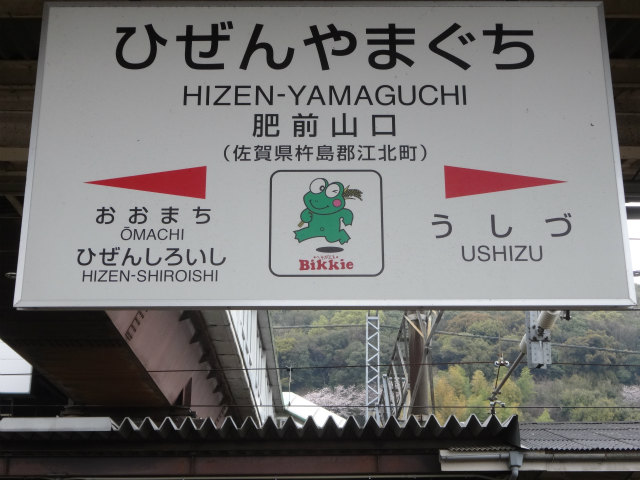 ひぜんやまぐち
HIZEN-YAMAGUCHI
肥前山口
（佐賀県杵島郡江北町）
おおまち
ŌMACHI
ひぜんしろいし
HIZEN-SHIROISHI
うしづ
USHIZU
Bikkie